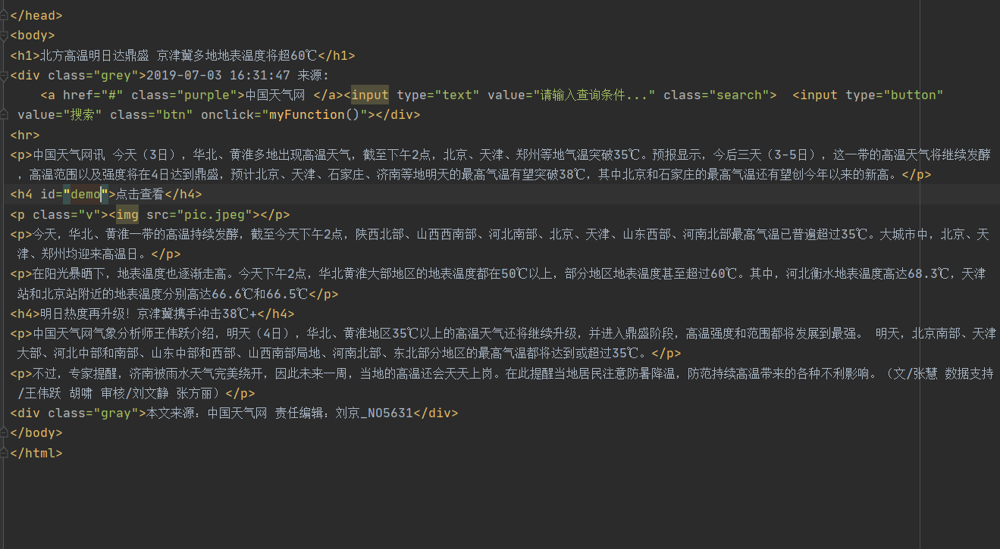 </head>
<body>
<h1>北方高温明日达鼎盛 京津冀多地地表温度将超60℃</h1>
<div class="grey">2019-07-03 16:31:47 来源:
<a href="#" class="purple">中国天气网 </a><input type="text" value="请输入查询条件..." class="search">  <input type="button"
value="搜索" class="btn" onclick="myFunction()"></div>
<hr>
<p>中国天气网讯 今天（3日），华北、黄淮多地出现高温天气，截至下午2点，北京、天津、郑州等地气温突破35℃。预报显示，今后三天（3-5日），这一带的高温天气将继续发酵
，高温范围以及强度将在4日达到鼎盛，预计北京、天津、石家庄、济南等地明天的最高气温有望突破38℃，其中北京和石家庄的最高气温还有望创今年以来的新高。</p>
<h4 id="demo">点击查看</h4>
<p class="v"><img src="pic.jpeg"></p>
<p>今天，华北、黄淮一带的高温持续发酵，截至今天下午2点，陕西北部、山西西南部、河北南部、北京、天津、山东西部、河南北部最高气温已普遍超过35℃。大城市中，北京、天
津、郑州均迎来高温日。</p>
<p>在阳光暴晒下，地表温度也逐渐走高。今天下午2点，华北黄淮大部地区的地表温度都在50℃以上，部分地区地表温度甚至超过60℃。其中，河北衡水地表温度高达68.3℃，天津
站和北京站附近的地表温度分别高达66.6℃和66.5℃</p>
<h4>明日热度再升级！京津冀携手冲击38℃+</h4>
<p>中国天气网气象分析师王伟跃介绍，明天（4日），华北、黄淮地区35℃以上的高温天气还将继续升级，并进入鼎盛阶段，高温强度和范围都将发展到最强。 明天，北京南部、天津
大部、河北中部和南部、山东中部和西部、山西南部局地、河南北部、东北部分地区的最高气温都将达到或超过35℃。</p>
<p>不过，专家提醒，济南被雨水天气完美绕开，因此未来一周，当地的高温还会天天上岗。在此提醒当地居民注意防暑降温，防范持续高温带来的各种不利影响。（文/张慧 数据支持
/王伟跃 胡啸 审核/刘文静 张方丽）</p>
<div class="gray">本文来源：中国天气网 责任编辑：刘京_NO5631</div>
</body>
</html>